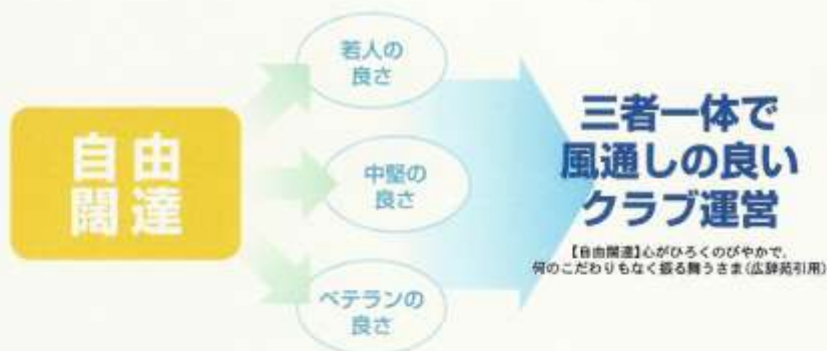 自由
闊達
若人の
良さ
中堅の
良さ
ベテランの
良さ
三者一体で
風通しの良い
クラブ運営
【自由闊達】心がひろくのびやかで、
何のこだわりもなく振る舞うさま(広辞苑引用)